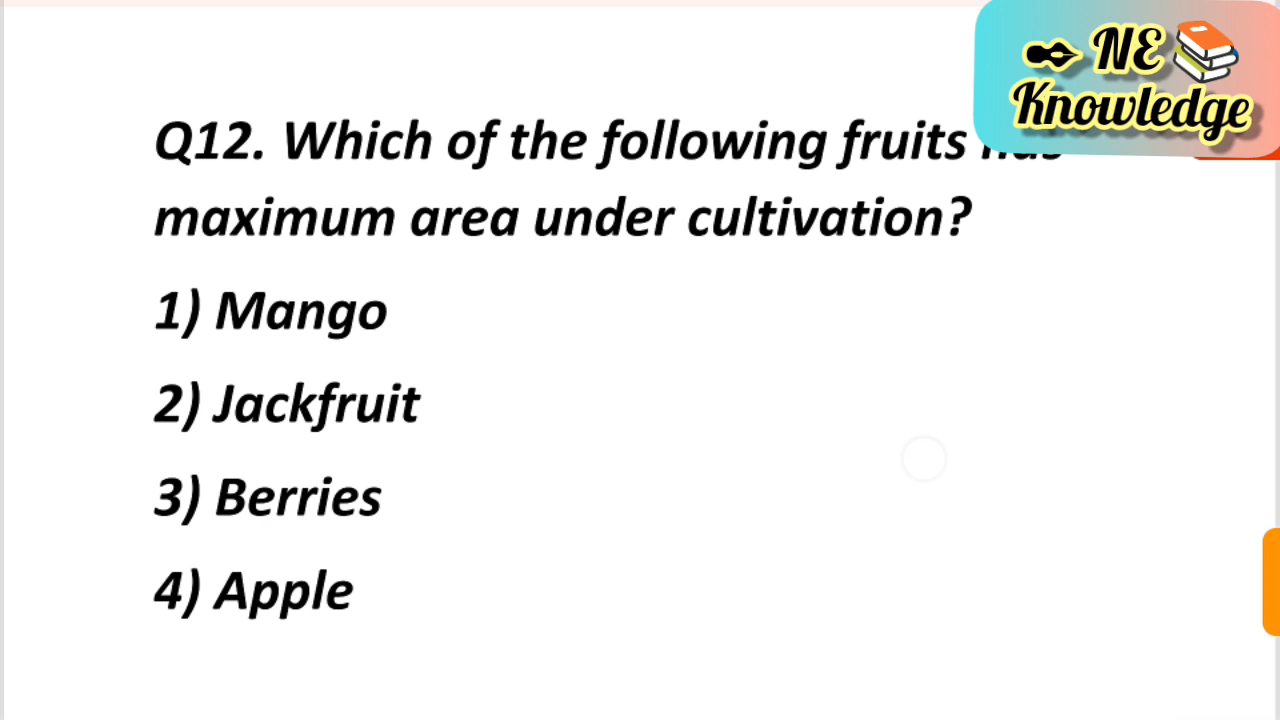 NE
Knowledge
Q12. Which of the following fruits
maximum area under cultivation?
1) Mango
2) Jackfruit
3) Berries
4) Apple